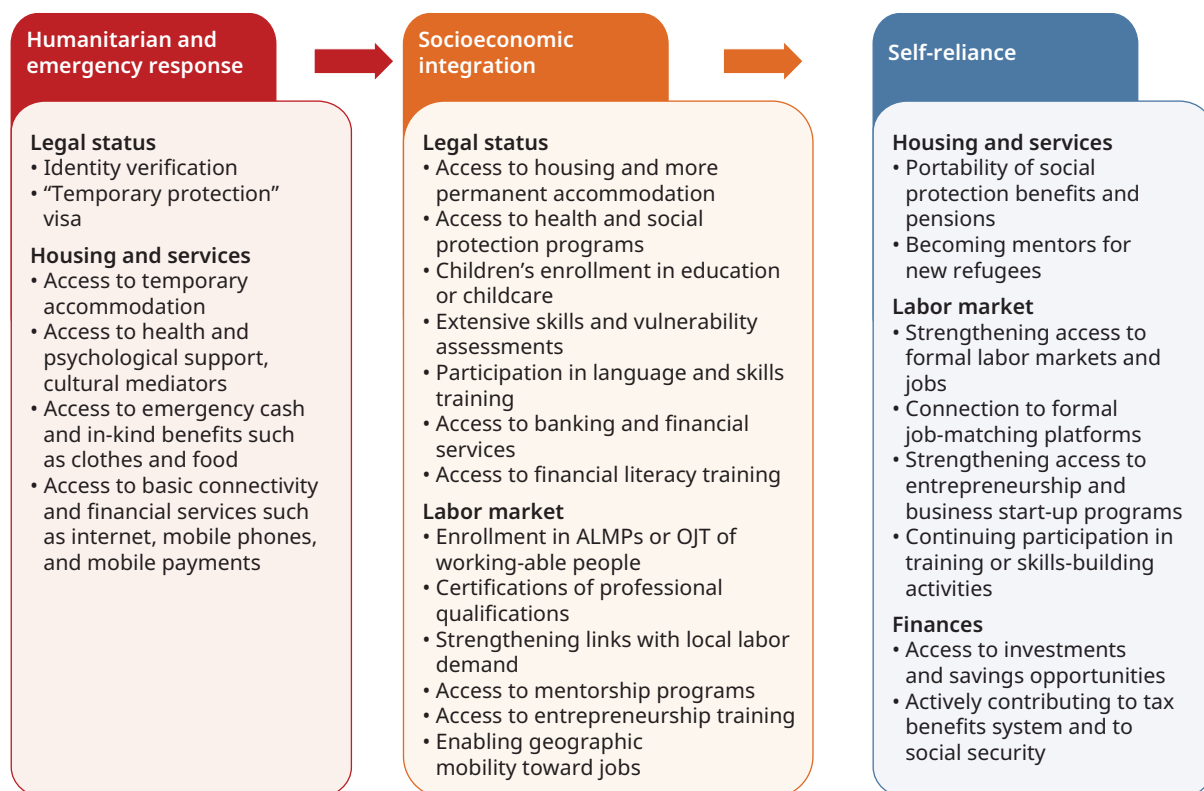 Humanitarian and
emergency response
Legal status
• Identity verification
• “Temporary protection”
visa
Housing and services
• Access to temporary
accommodation
• Access to health and
psychological support,
cultural mediators
• Access to emergency cash
and in-kind benefits such
as clothes and food
• Access to basic connectivity
and financial services such
as internet, mobile phones,
and mobile payments
Socioeconomic
integration
Legal status
• Access to housing and more
permanent accommodation
• Access to health and social
protection programs
• Children’s enrollment in education
or childcare
• Extensive skills and vulnerability
assessments
• Participation in language and skills
training
• Access to banking and financial
services
• Access to financial literacy training
Labor market
• Enrollment in ALMPs or OJT of
working-able people
• Certifications of professional
qualifications
• Strengthening links with local labor
demand
• Access to mentorship programs
• Access to entrepreneurship training
• Enabling geographic
mobility toward jobs
Self-reliance
Housing and services
• Portability of social
protection benefits and
pensions
• Becoming mentors for
new refugees
Labor market
• Strengthening access to
formal labor markets and
jobs
• Connection to formal
job-matching platforms
• Strengthening access to
entrepreneurship and
business start-up programs
• Continuing participation in
training or skills-building
activities
Finances
• Access to investments
and savings opportunities
• Actively contributing to tax
benefits system and to
social security